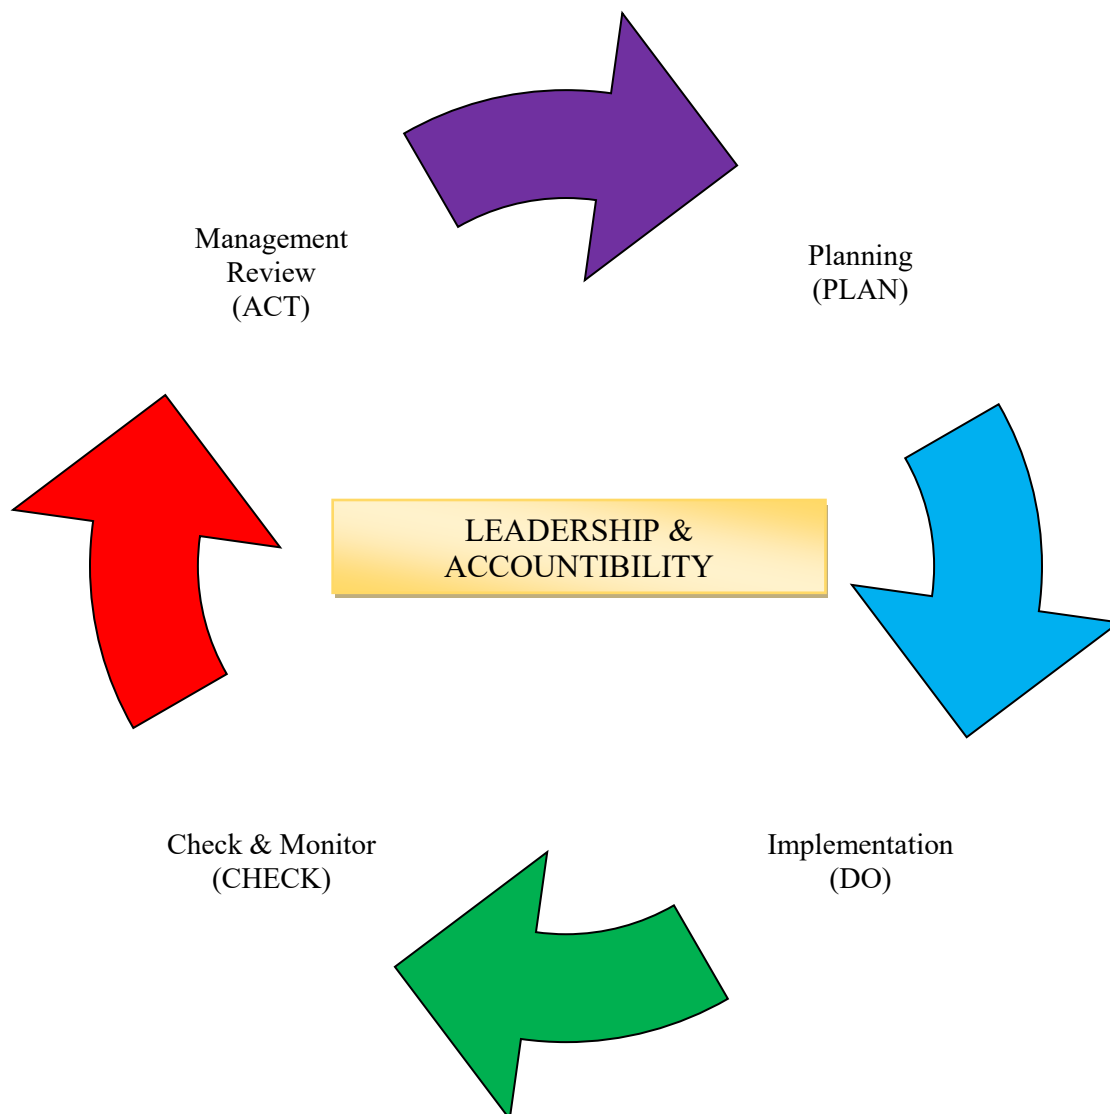 Management
Review
(ACT)
Planning
(PLAN)
LEADERSHIP &
ACCOUNTIBILITY
Check & Monitor
(CHECK)
Implementation
(DO)